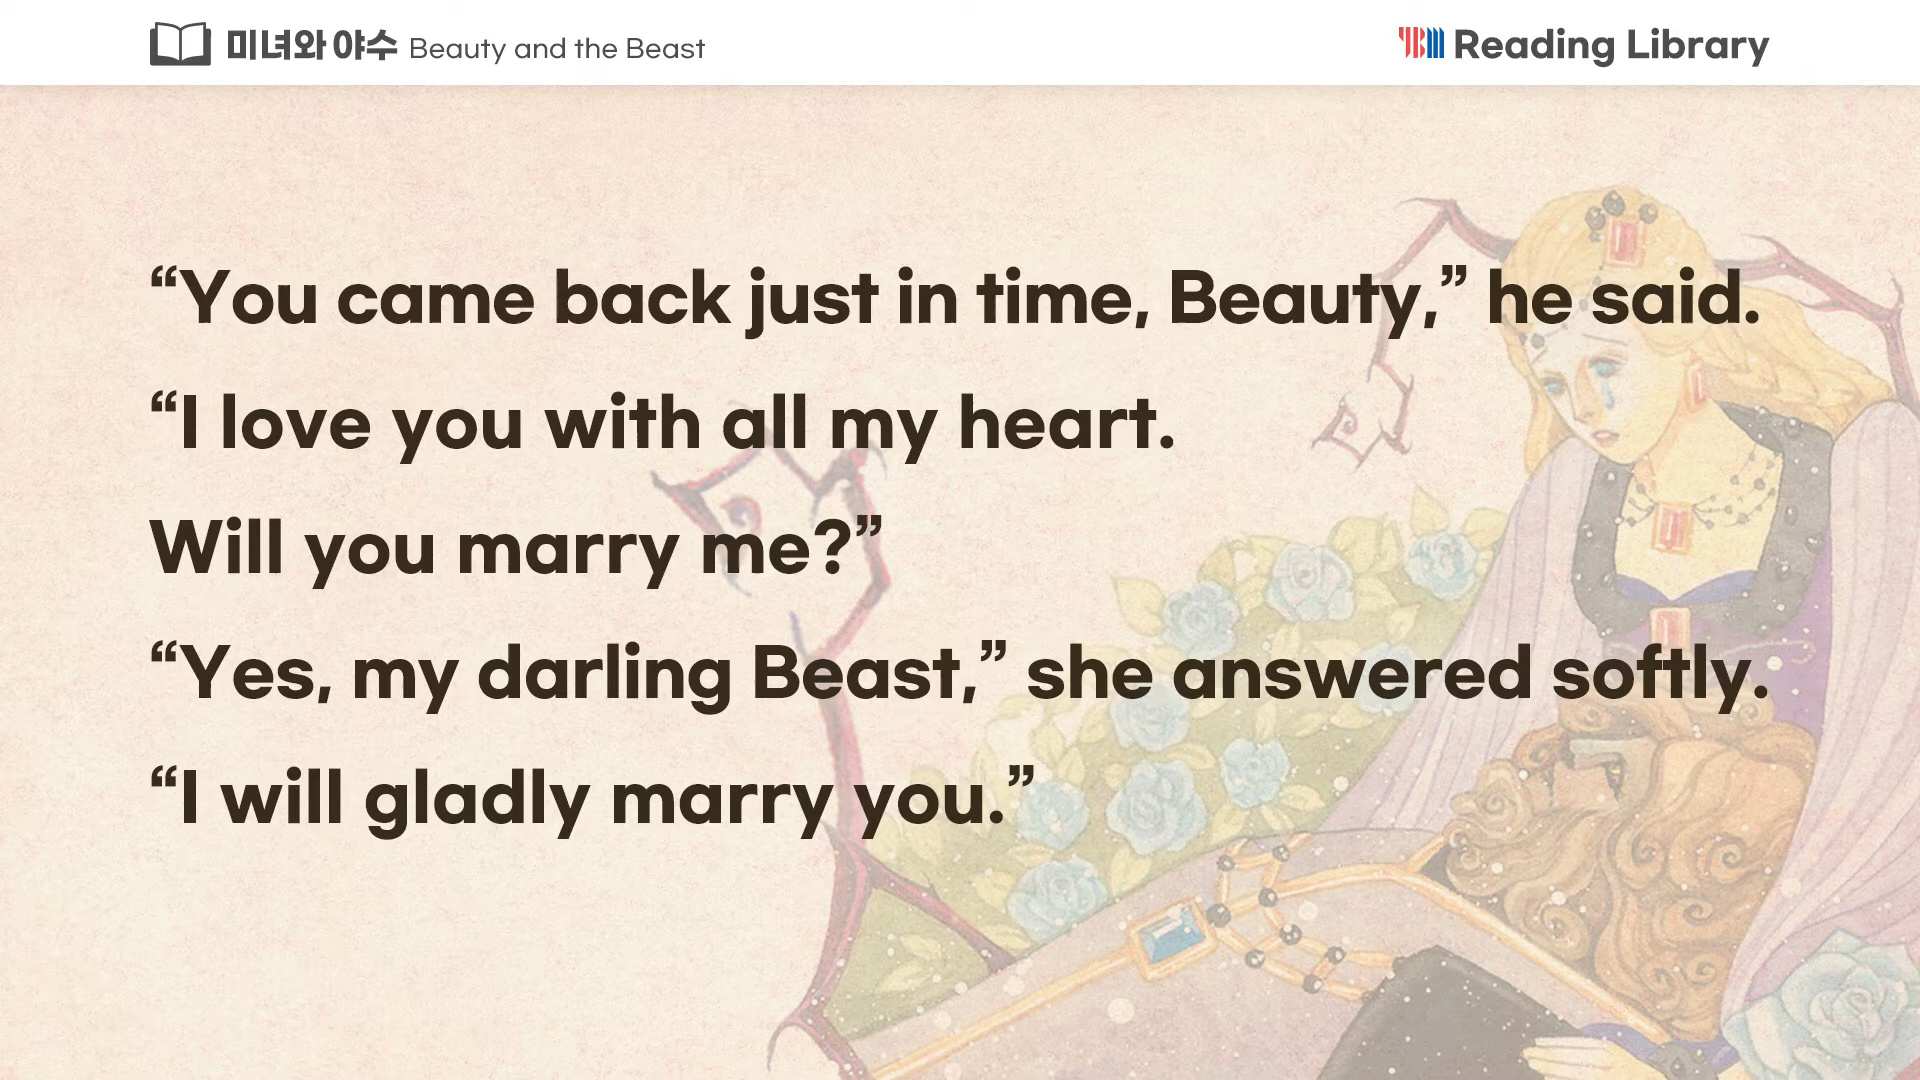 미녀와 야수 Beauty and the Beast
YBM Reading Library
“You came back just in time, Beauty,” he said.
“I love you with all my heart.
Will you marry me?”
“Yes, my darling Beast,” she answered softly.
“I will gladly marry you.”